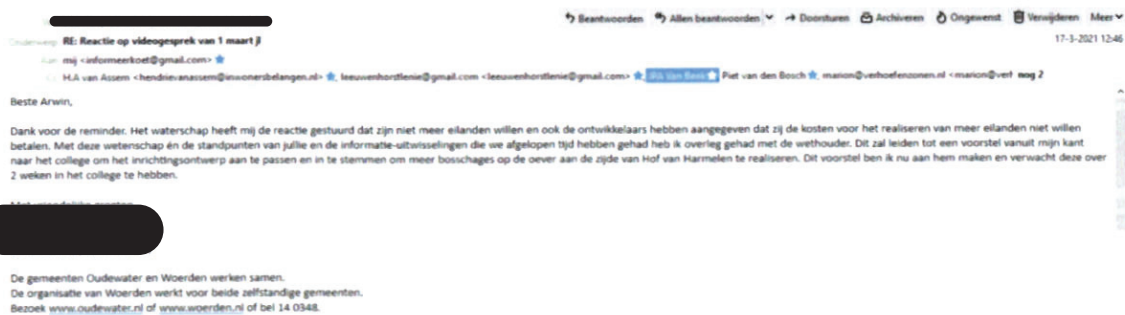 Beantwoorden Allen beantwoorden Doorsturen Archiveren Ongewenst Verwijderen Meer
Onderwerp RE: Reactie op videogesprek van 1 maart jl 17-3-2021 12:46
Aan mij <informeerkoet@gmail.com>
Cc H.A van Assem <hendrievanassem@inwonersbelangen.nl>, leeuwenhorstlenie@gmail.com <leeuwenhorstlenie@gmail.com>, Piet van den Bosch, marion@verhoefenzonen.nl <marion@verl nog 2
Beste Arwin,
Dank voor de reminder. Het waterschap heeft mij de reactie gestuurd dat zijn niet meer eilanden willen en ook de ontwikkelaars hebben aangegeven dat zij de kosten voor het realiseren van meer eilanden niet willen
betalen. Met deze wetenschap én de standpunten van jullie en de informatie-uitwisselingen die we afgelopen tijd hebben gehad heb ik overleg gehad met de wethouder. Dit zal leiden tot een voorstel vanuit mijn kant
naar het college om het inrichtingsontwerp aan te passen en in te stemmen om meer bosschages op de oever aan de zijde van Hof van Harmelen te realiseren. Dit voorstel ben ik nu aan hem maken en verwacht deze over
2 weken in het college te hebben.
De gemeenten Oudewater en Woerden werken samen.
De organisatie van Woerden werkt voor beide zelfstandige gemeenten.
Bezoek www.oudewater.nl of www.woerden.nl of bel 14 0348.